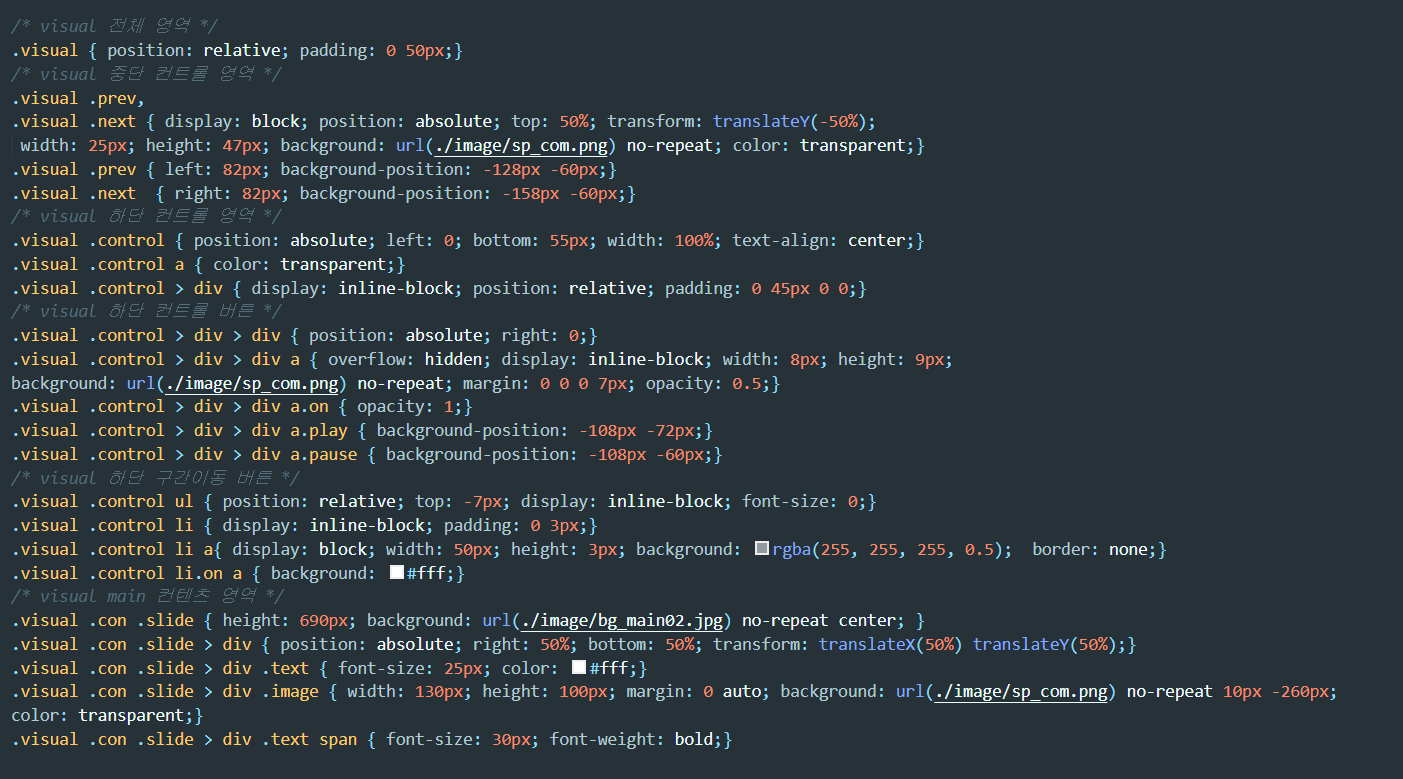 /* visual 전체 영역 */
.visual { position: relative; padding: 0 50px;}
/* visual 중단 컨트롤 영역 */
.visual .prev,
.visual .next { display: block; position: absolute; top: 50%; transform: translateY(-50%);
width: 25px; height: 47px; background: url(./image/sp_com.png) no-repeat; color: transparent;}
.visual .prev { left: 82px; background-position: -128px -60px;}
.visual .next  { right: 82px; background-position: -158px -60px;}
/* visual 하단 컨트롤 영역 */
.visual .control { position: absolute; left: 0; bottom: 55px; width: 100%; text-align: center;}
.visual .control a { color: transparent;}
.visual .control > div { display: inline-block; position: relative; padding: 0 45px 0 0;}
/* visual 하단 컨트롤 버튼 */
.visual .control > div > div { position: absolute; right: 0;}
.visual .control > div > div a { overflow: hidden; display: inline-block; width: 8px; height: 9px;
background: url(./image/sp_com.png) no-repeat; margin: 0 0 0 7px; opacity: 0.5;}
.visual .control > div > div a.on { opacity: 1;}
.visual .control > div > div a.play { background-position: -108px -72px;}
.visual .control > div > div a.pause { background-position: -108px -60px;}
/* visual 하단 구간이동 버튼 */
.visual .control ul { position: relative; top: -7px; display: inline-block; font-size: 0;}
.visual .control li { display: inline-block; padding: 0 3px;}
.visual .control li a{ display: block; width: 50px; height: 3px; background: rgba(255, 255, 255, 0.5);  border: none;}
.visual .control li.on a { background: #fff;}
/* visual main 컨텐츠 영역 */
.visual .con .slide { height: 690px; background: url(./image/bg_main02.jpg) no-repeat center; }
.visual .con .slide > div { position: absolute; right: 50%; bottom: 50%; transform: translateX(50%) translateY(50%);}
.visual .con .slide > div .text { font-size: 25px; color: #fff;}
.visual .con .slide > div .image { width: 130px; height: 100px; margin: 0 auto; background: url(./image/sp_com.png) no-repeat 10px -260px;
color: transparent;}
.visual .con .slide > div .text span { font-size: 30px; font-weight: bold;}